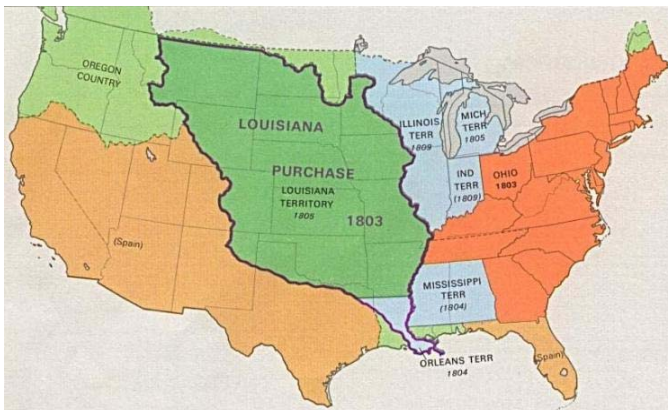 OREGON
COUNTRY
LOUISIANA
PURCHASE
LOUISIANA
TERRITORY
1805
1803
ILLINOIS
TERR
1809
MICH
TERR
1805
IND
TERR
(1809)
OHIO
1803
(Spain)
MISSISSIPPI
TERR
(1804)
ORLEANS TERR
1804
(Spain)